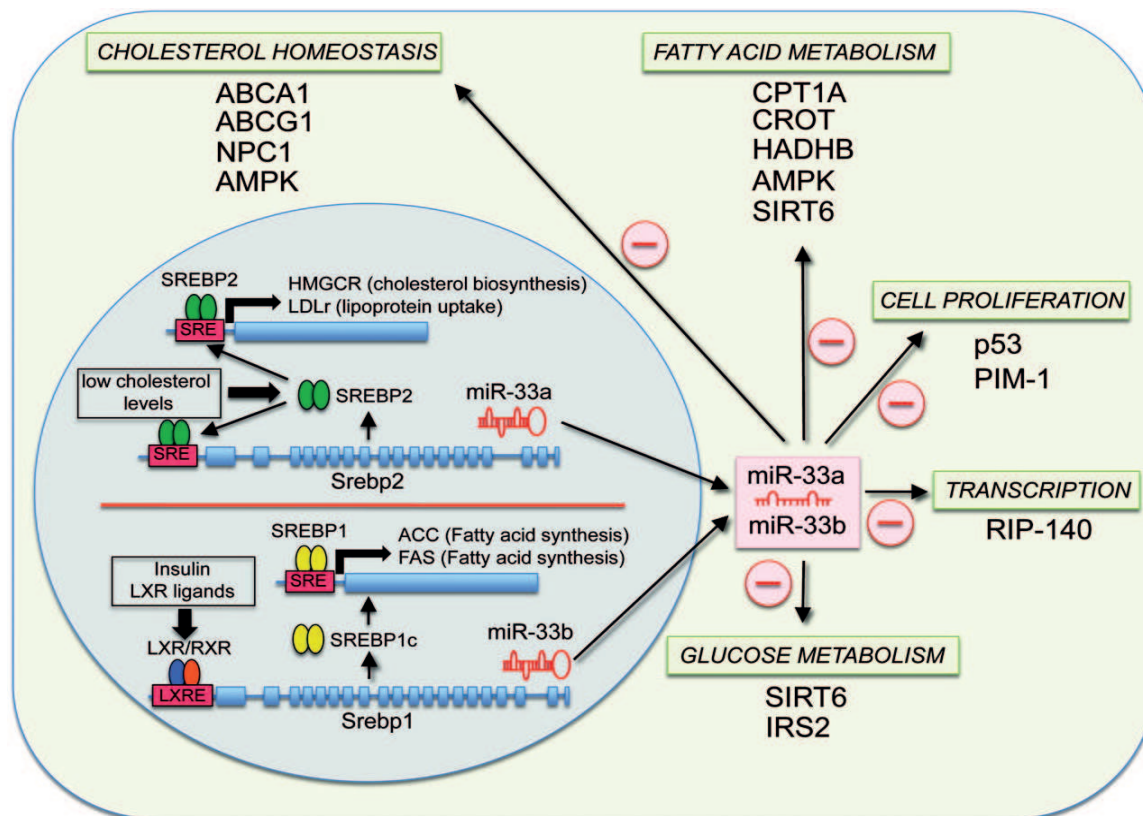 CHOLESTEROL HOMEOSTASIS
ABCA1
ABCG1
NPC1
AMPK
FATTY ACID METABOLISM
CPT1A
CROT
HADHB
AMPK
SIRT6
CELL PROLIFERATION
p53
PIM-1
SREBP2
SRE
HMGCR (cholesterol biosynthesis)
LDLr (lipoprotein uptake)
low cholesterol
levels
SREBP2
miR-33a
SRE
Srebp2
miR-33a
miR-33b
TRANSCRIPTION
RIP-140
SREBP1
SRE
ACC (Fatty acid synthesis)
FAS (Fatty acid synthesis)
Insulin
LXR ligands
LXR/RXR
SREBP1c
miR-33b
LXRE
Srebp1
GLUCOSE METABOLISM
SIRT6
IRS2